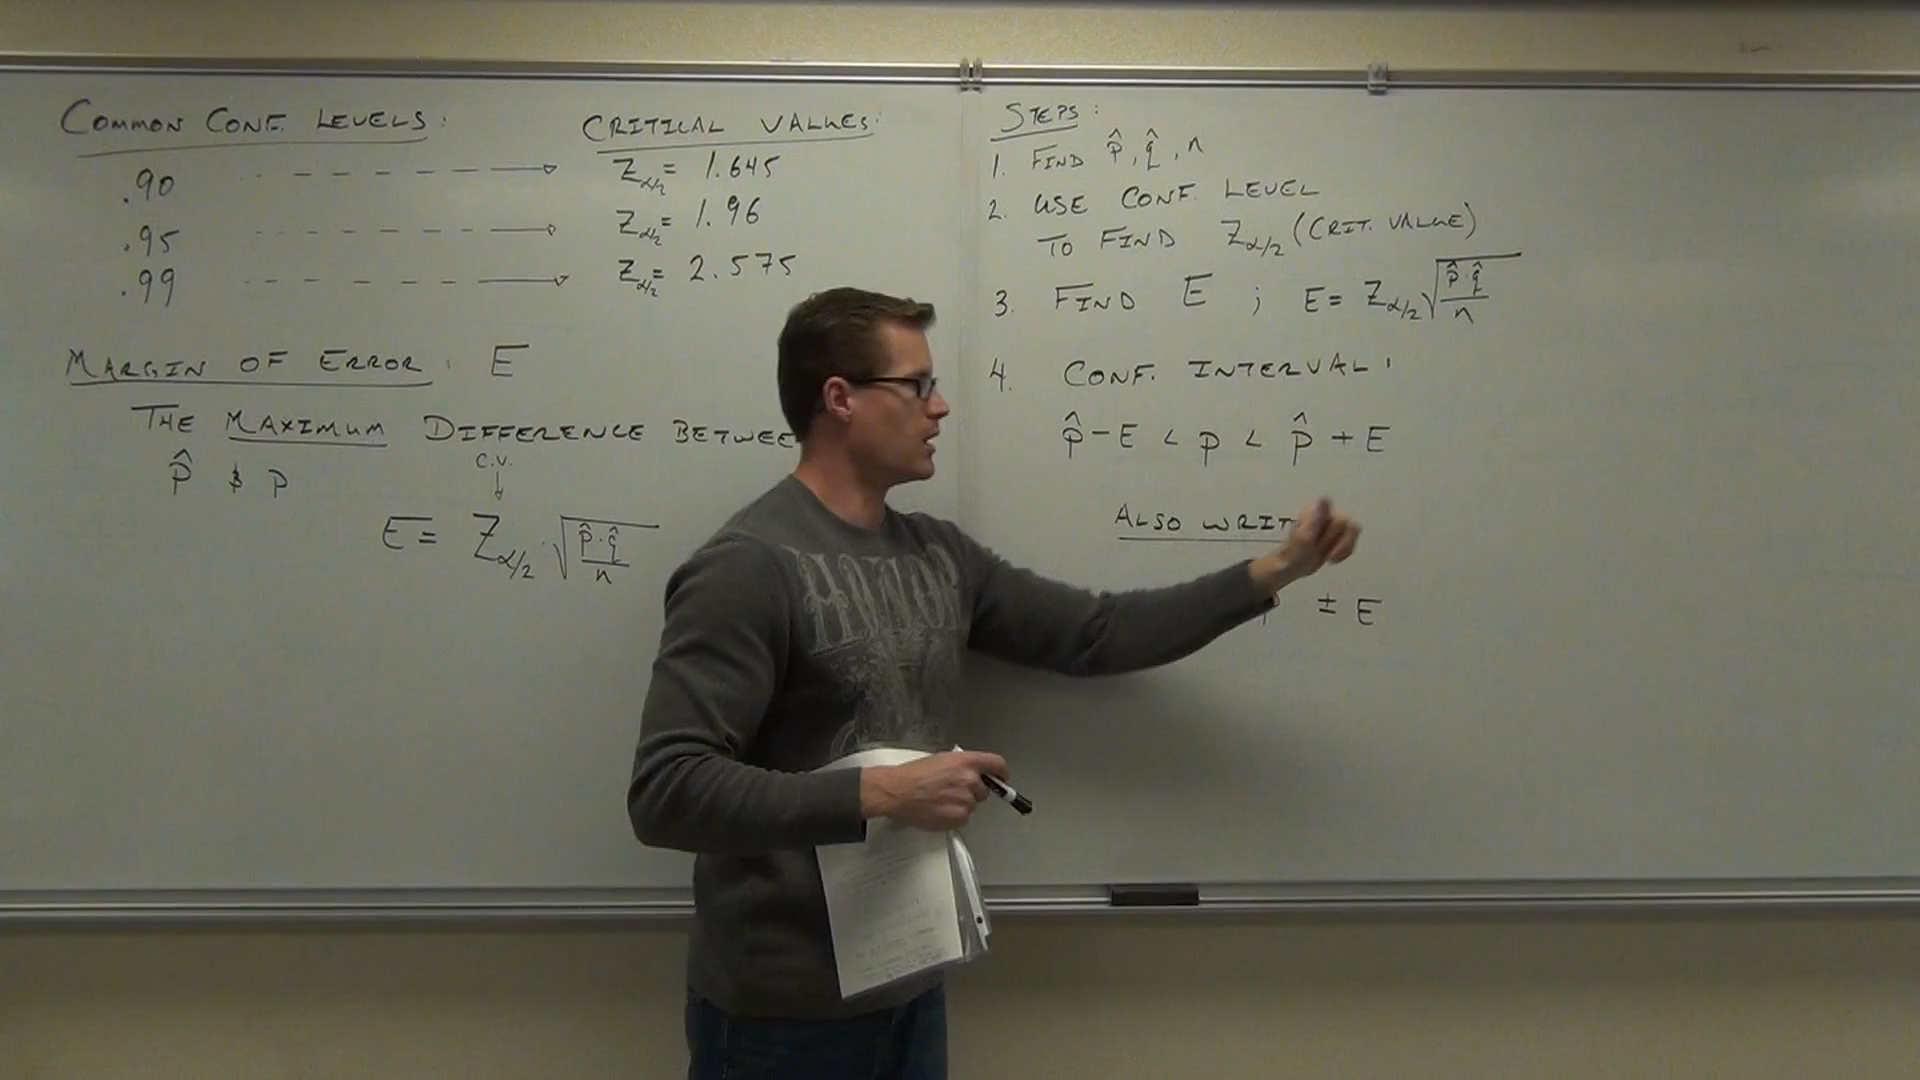 COMMON CONF. LEVELS:
.90
.95
.99
CRITICAL VALUES:
Zα/2 = 1.645
Zα/2 = 1.96
Zα/2 = 2.575
MARGIN OF ERROR: E
THE MAXIMUM DIFFERENCE BETWEE
p̂ & p
C.V.
E = Zα/2 · √(p̂·q̂/n)
STEPS:
1. FIND p̂, q̂, n
2. USE CONF. LEVEL
TO FIND Zα/2 (CRIT. VALUE)
3. FIND E ; E = Zα/2 √(p̂·q̂/n)
4. CONF. INTERVAL:
p̂ - E < p < p̂ + E
ALSO WRIT
± E
HONOR